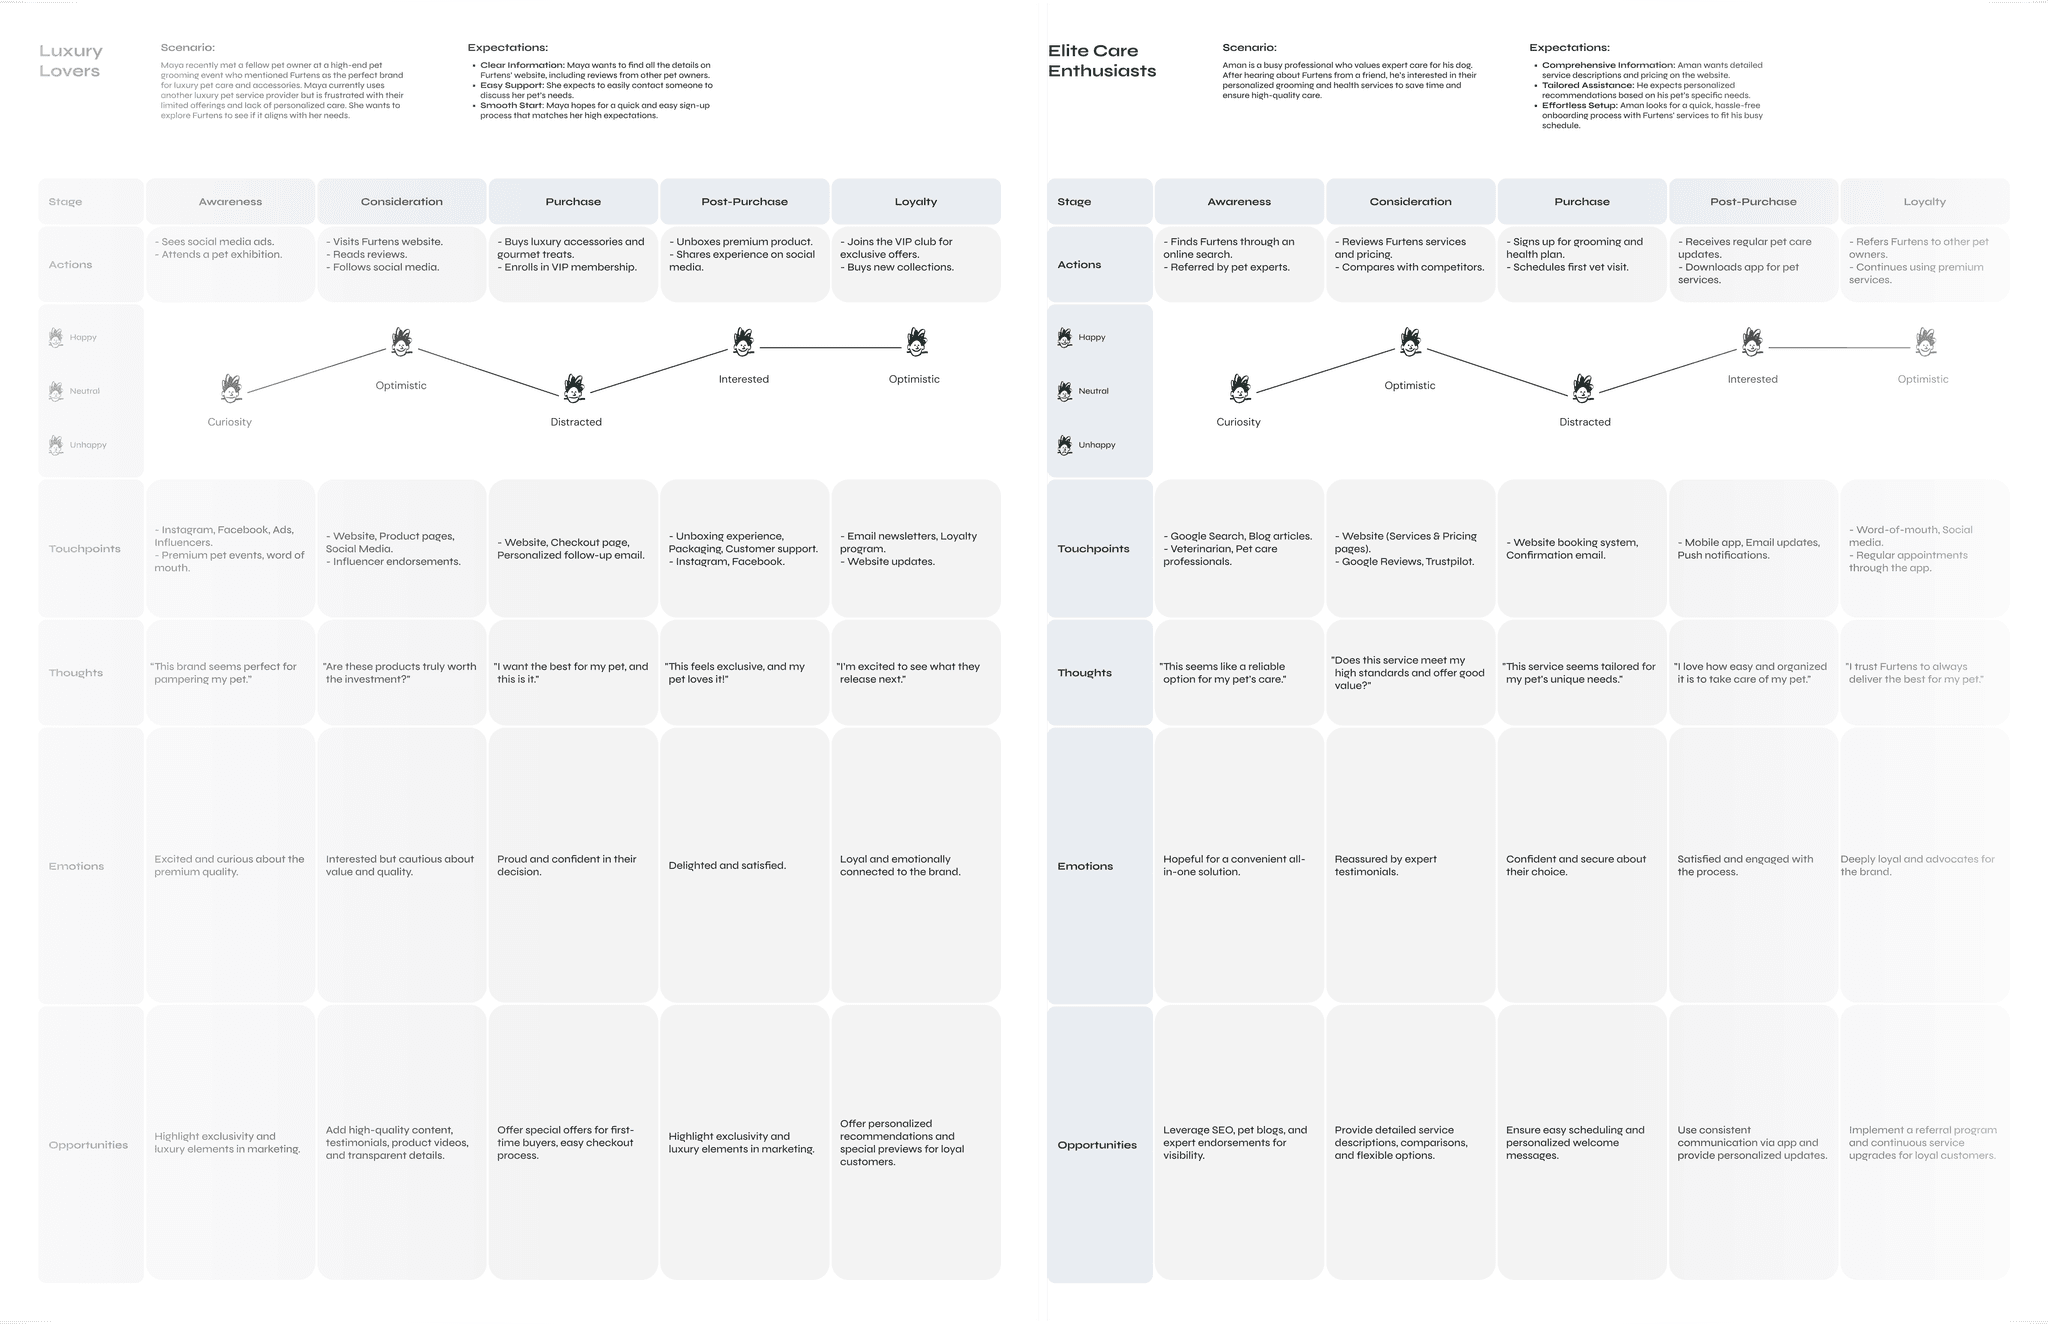 Luxury
Lovers
Scenario:
Maya recently met a fellow pet owner at a high-end pet
grooming event who mentioned Furtens as the perfect brand
for luxury pet care and accessories. Maya currently uses
another luxury pet service provider but is frustrated with their
limited offerings and lack of personalized care. She wants to
explore Furtens to see if it aligns with her needs.
Expectations:
• Clear Information: Maya wants to find all the details on
Furtens' website, including reviews from other pet owners.
• Easy Support: She expects to easily contact someone to
discuss her pet's needs.
• Smooth Start: Maya hopes for a quick and easy sign-up
process that matches her high expectations.
Stage
Awareness
Consideration
Purchase
Post-Purchase
Loyalty
Actions
- Sees social media ads.
- Attends a pet exhibition.
- Visits Furtens website.
- Reads reviews.
- Follows social media.
- Buys luxury accessories and
gourmet treats.
- Enrolls in VIP membership.
- Unboxes premium product.
- Shares experience on social
media.
- Joins the VIP club for
exclusive offers.
- Buys new collections.
Happy
Neutral
Unhappy
Curiosity
Optimistic
Distracted
Interested
Optimistic
Touchpoints
- Instagram, Facebook, Ads,
Influencers.
- Premium pet events, word of
mouth.
- Website, Product pages,
Social Media.
- Influencer endorsements.
- Website, Checkout page,
Personalized follow-up email.
- Unboxing experience,
Packaging, Customer support.
- Instagram, Facebook.
- Email newsletters, Loyalty
program.
- Website updates.
Thoughts
"This brand seems perfect for
pampering my pet."
"Are these products truly worth
the investment?"
"I want the best for my pet, and
this is it."
"This feels exclusive, and my
pet loves it!"
"I'm excited to see what they
release next."
Emotions
Excited and curious about the
premium quality.
Interested but cautious about
value and quality.
Proud and confident in their
decision.
Delighted and satisfied.
Loyal and emotionally
connected to the brand.
Opportunities
Highlight exclusivity and
luxury elements in marketing.
Add high-quality content,
testimonials, product videos,
and transparent details.
Offer special offers for first-
time buyers, easy checkout
process.
Highlight exclusivity and
luxury elements in marketing.
Offer personalized
recommendations and
special previews for loyal
customers.
Elite Care
Enthusiasts
Scenario:
Aman is a busy professional who values expert care for his dog.
After hearing about Furtens from a friend, he's interested in their
personalized grooming and health services to save time and
ensure high-quality care.
Expectations:
• Comprehensive Information: Aman wants detailed
service descriptions and pricing on the website.
• Tailored Assistance: He expects personalized
recommendations based on his pet's specific needs.
• Effortless Setup: Aman looks for a quick, hassle-free
onboarding process with Furtens' services to fit his busy
schedule.
Stage
Awareness
Consideration
Purchase
Post-Purchase
Loyalty
Actions
- Finds Furtens through an
online search.
- Referred by pet experts.
- Reviews Furtens services
and pricing.
- Compares with competitors.
- Signs up for grooming and
health plan.
- Schedules first vet visit.
- Receives regular pet care
updates.
- Downloads app for pet
services.
- Refers Furtens to other pet
owners.
- Continues using premium
services.
Happy
Neutral
Unhappy
Curiosity
Optimistic
Distracted
Interested
Optimistic
Touchpoints
- Google Search, Blog articles.
- Veterinarian, Pet care
professionals.
- Website (Services & Pricing
pages).
- Google Reviews, Trustpilot.
- Website booking system,
Confirmation email.
- Mobile app, Email updates,
Push notifications.
- Word-of-mouth, Social
media.
- Regular appointments
through the app.
Thoughts
"This seems like a reliable
option for my pet's care."
"Does this service meet my
high standards and offer good
value?"
"This service seems tailored for
my pet's unique needs."
"I love how easy and organized
it is to take care of my pet."
"I trust Furtens to always
deliver the best for my pet."
Emotions
Hopeful for a convenient all-
in-one solution.
Reassured by expert
testimonials.
Confident and secure about
their choice.
Satisfied and engaged with
the process.
Deeply loyal and advocates for
the brand.
Opportunities
Leverage SEO, pet blogs, and
expert endorsements for
visibility.
Provide detailed service
descriptions, comparisons,
and flexible options.
Ensure easy scheduling and
personalized welcome
messages.
Use consistent
communication via app and
provide personalized updates.
Implement a referral program
and continuous service
upgrades for loyal customers.